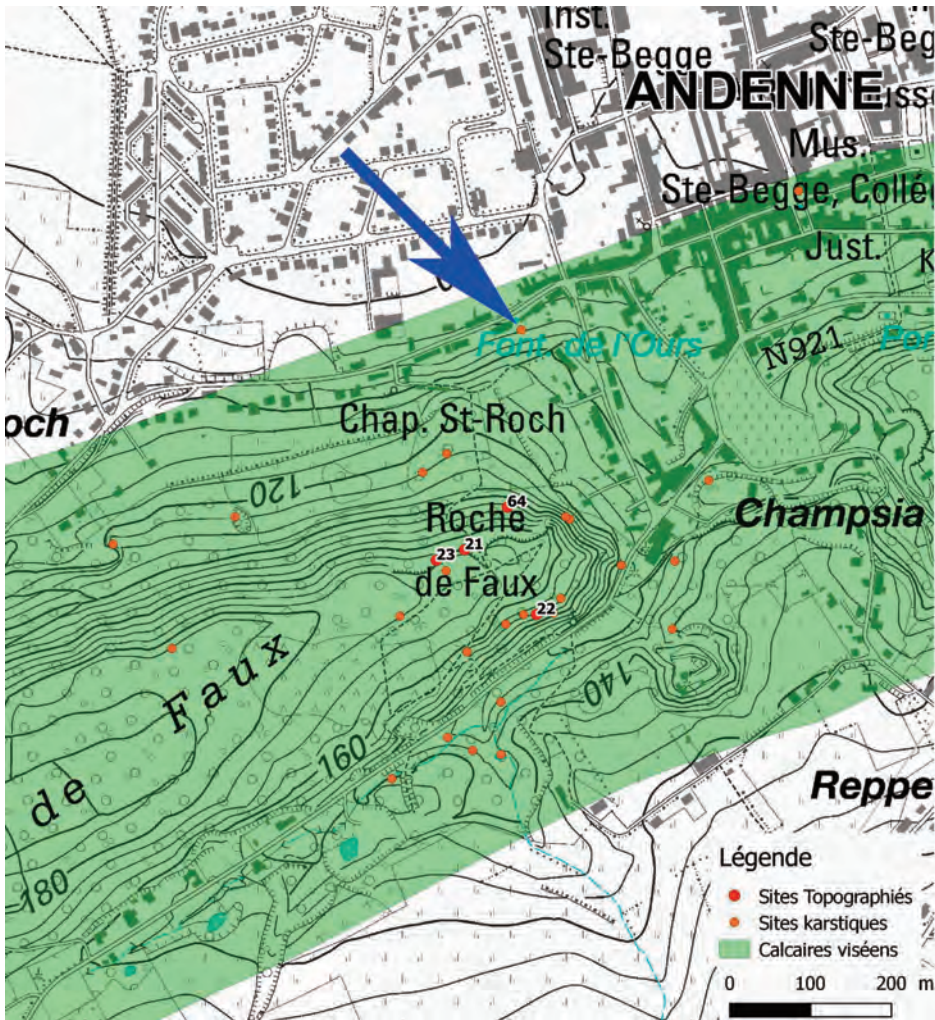 Inst.
Ste-Begge
Ste-Beg
ANDENNE
Mus.
Ste-Begge, Collé
Just.
K
Font. de l'Ours
N921
Por
och
Chap. St-Roch
120
64
Roche
Champsia
21
23
de Faux
22
Faux
140
160
de
180
Reppe
Légende
Sites Topographiés
Sites karstiques
Calcaires viséens
0 100 200 m